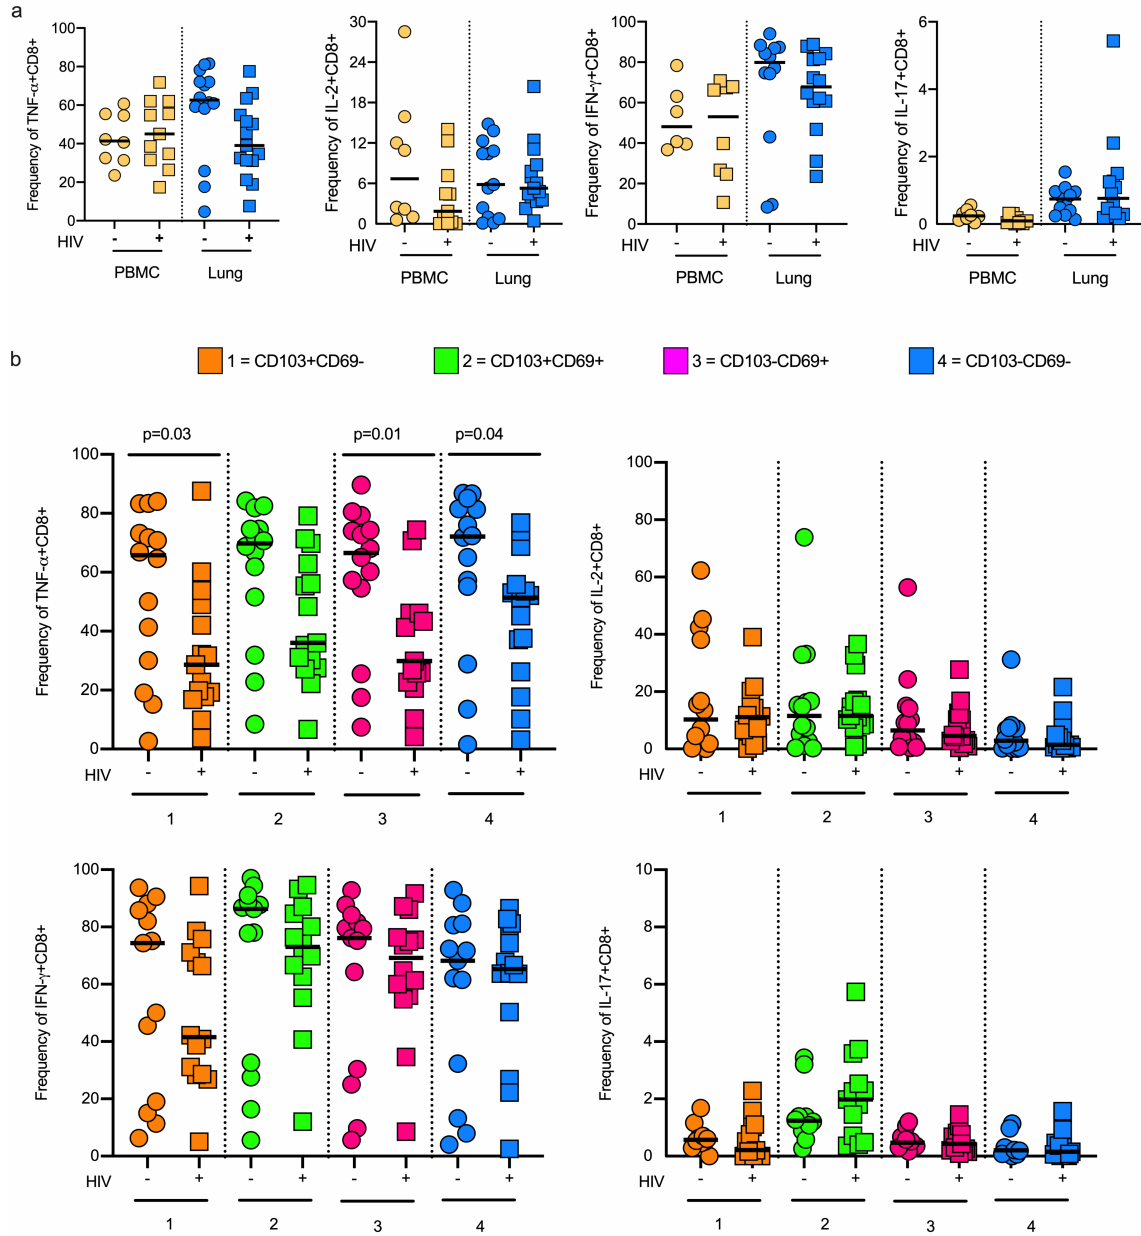 a
Frequency of TNF-α+CD8+
100
80
60
40
20
0
HIV - + - +
PBMC Lung
Frequency of IL-2+CD8+
30
24
18
12
6
0
HIV - + - +
PBMC Lung
Frequency of IFN-γ+CD8+
100
80
60
40
20
0
HIV - + - +
PBMC Lung
Frequency of IL-17+CD8+
6
4
2
0
HIV - + - +
PBMC Lung
b
1 = CD103+CD69- 2 = CD103+CD69+ 3 = CD103-CD69+ 4 = CD103-CD69-
p=0.03 p=0.01 p=0.04
Frequency of TNF-α+CD8+
100
80
60
40
20
0
HIV - + - + - + - +
1 2 3 4
Frequency of IL-2+CD8+
100
80
60
40
20
0
HIV - + - + - + - +
1 2 3 4
Frequency of IFN-γ+CD8+
100
80
60
40
20
0
HIV - + - + - + - +
1 2 3 4
Frequency of IL-17+CD8+
10
8
6
4
2
0
HIV - + - + - + - +
1 2 3 4